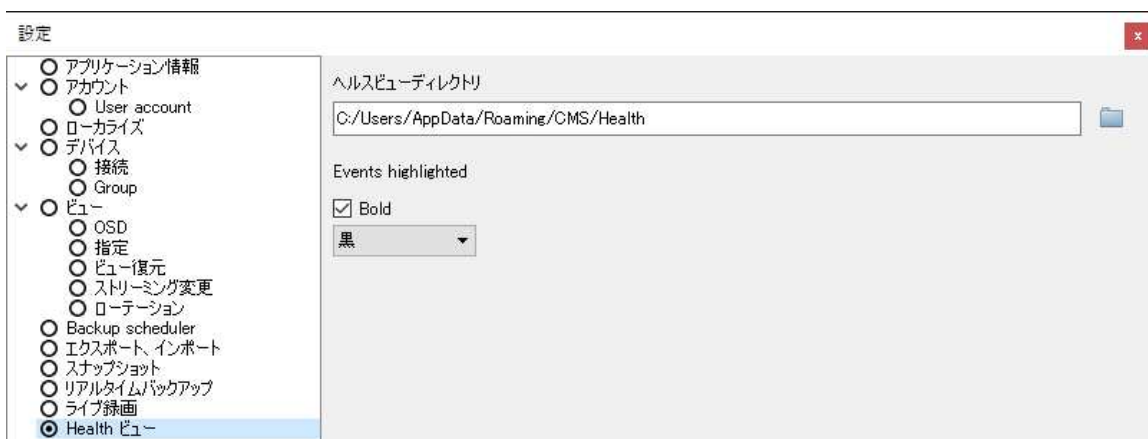 設定
x
アプリケーション情報
アカウント
User account
ローカライズ
デバイス
接続
Group
ビュー
OSD
指定
ビュー復元
ストリーミング変更
ローテーション
Backup scheduler
エクスポート、インポート
スナップショット
リアルタイムバックアップ
ライブ録画
Health ビュー
ヘルスビューディレクトリ
C:/Users/AppData/Roaming/CMS/Health
Events highlighted
Bold
黒